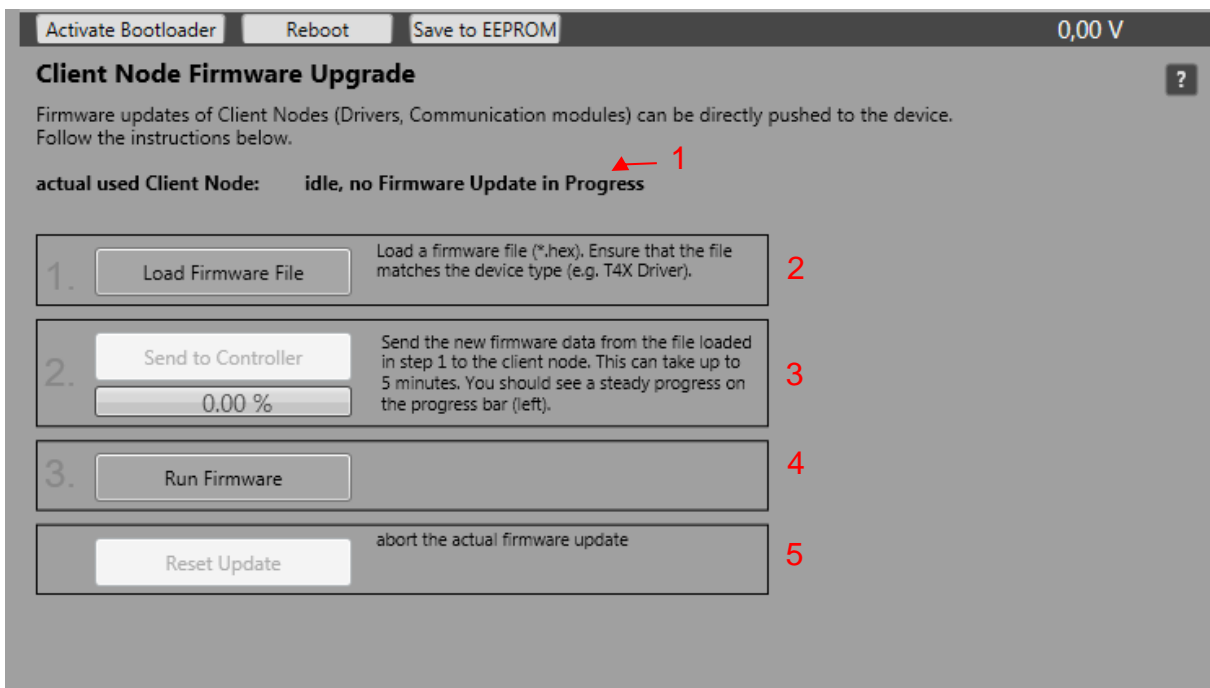 Activate Bootloader Reboot Save to EEPROM 0,00 V
Client Node Firmware Upgrade
?
Firmware updates of Client Nodes (Drivers, Communication modules) can be directly pushed to the device.
Follow the instructions below.
1
actual used Client Node: idle, no Firmware Update in Progress
1. Load Firmware File
Load a firmware file (*.hex). Ensure that the file
matches the device type (e.g. T4X Driver).
2
2. Send to Controller
0.00 %
Send the new firmware data from the file loaded
in step 1 to the client node. This can take up to
5 minutes. You should see a steady progress on
the progress bar (left).
3
3. Run Firmware
4
Reset Update
abort the actual firmware update
5